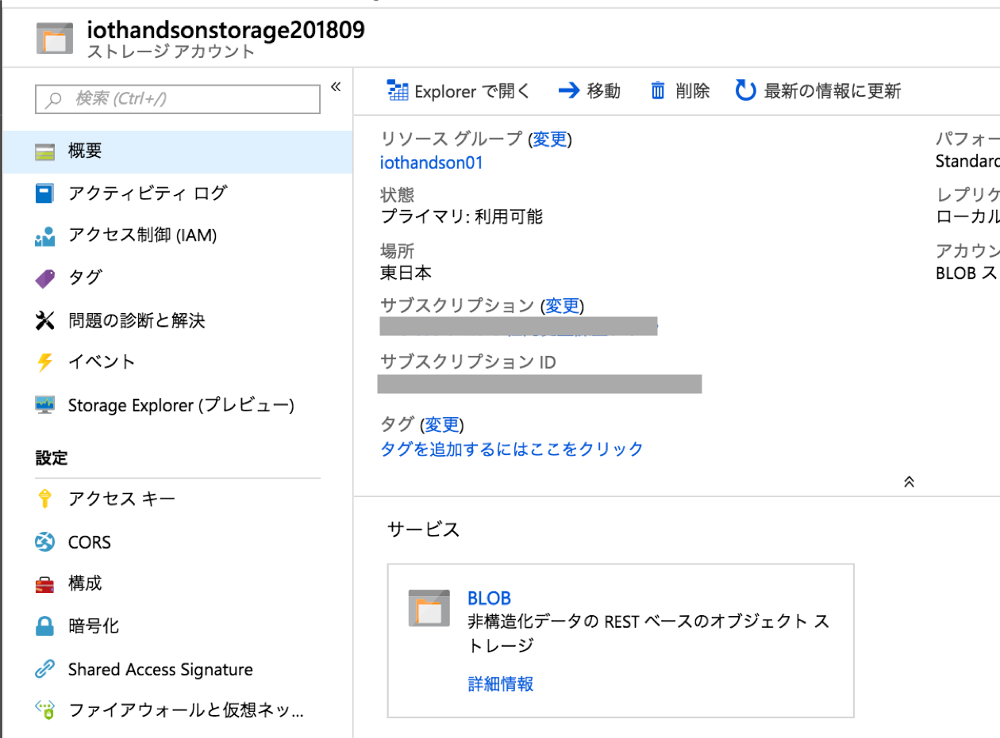 iothandsonstorage201809
ストレージ アカウント
検索 (Ctrl+/)
«
概要
アクティビティ ログ
アクセス制御 (IAM)
タグ
問題の診断と解決
イベント
Storage Explorer (プレビュー)
設定
アクセス キー
CORS
構成
暗号化
Shared Access Signature
ファイアウォールと仮想ネッ...
Explorer で開く 移動 削除 最新の情報に更新
リソース グループ (変更)
iothandson01
状態
プライマリ: 利用可能
場所
東日本
サブスクリプション (変更)
サブスクリプション ID
タグ (変更)
タグを追加するにはここをクリック
パフォー
Standard
レプリケ
ローカル
アカウン
BLOB ス
サービス
BLOB
非構造化データの REST ベースのオブジェクト ス
トレージ
詳細情報